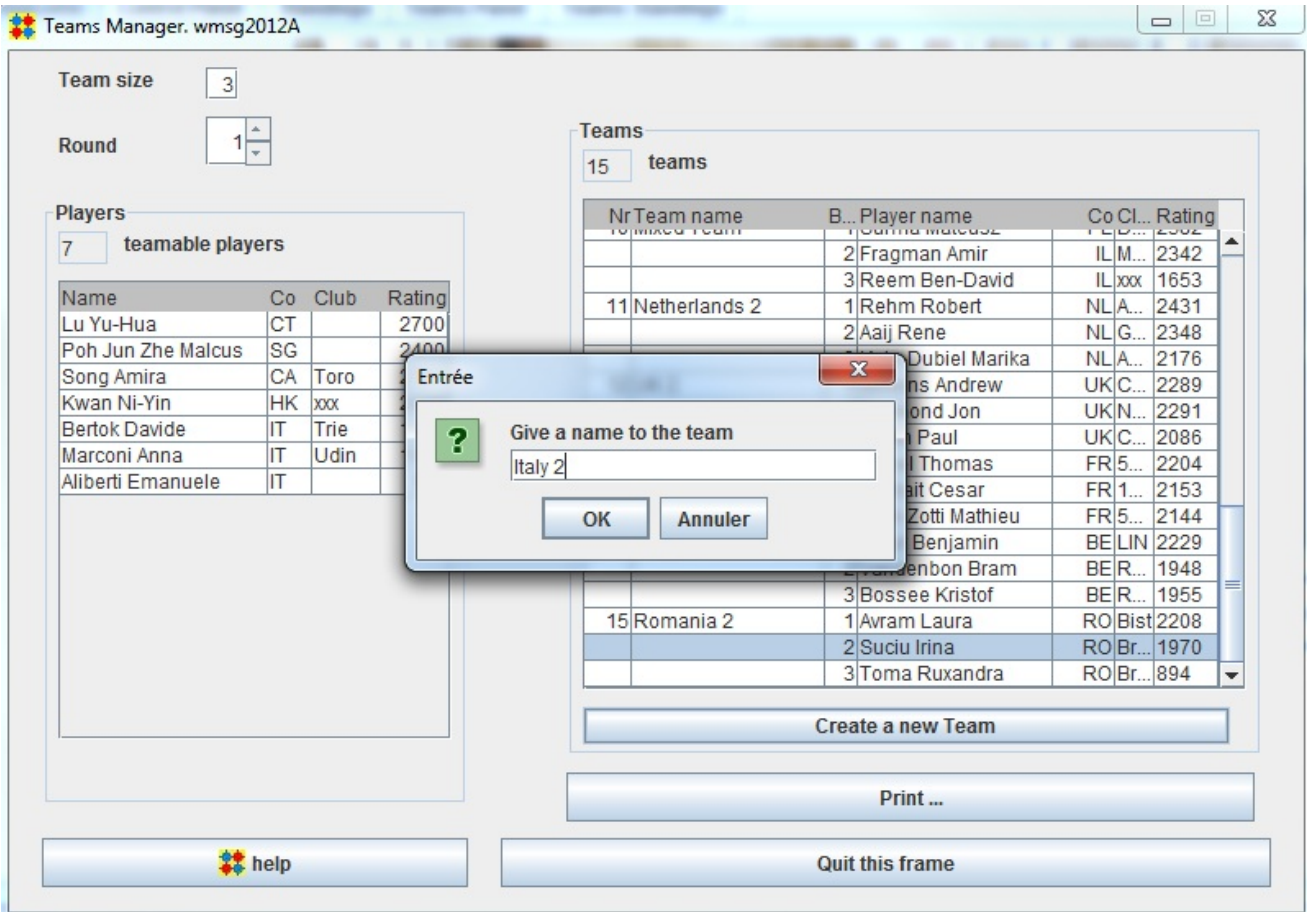 Teams Manager. wmsg2012A
Team size 3
Round 1
Players
7 teamable players
Name Co Club Rating
Lu Yu-Hua CT 2700
Poh Jun Zhe Malcus SG 2400
Song Amira CA Toro
Kwan Ni-Yin HK xxx
Bertok Davide IT Trie
Marconi Anna IT Udin
Aliberti Emanuele IT
Teams
15 teams
Nr Team name B... Player name Co Cl... Rating
2 Fragman Amir IL M... 2342
3 Reem Ben-David IL xxx 1653
11 Netherlands 2 1 Rehm Robert NL A... 2431
2 Aaij Rene NL G... 2348
Dubiel Marika NL A... 2176
Andrew UK C... 2289
Jon UK N... 2291
Paul UK C... 2086
Thomas FR 5... 2204
Cesar FR 1... 2153
Zotti Mathieu FR 5... 2144
Benjamin BE LIN 2229
Bram BE R... 1948
3 Bossee Kristof BE R... 1955
15 Romania 2 1 Avram Laura RO Bist 2208
2 Suciu Irina RO Br... 1970
3 Toma Ruxandra RO Br... 894
Create a new Team
Print ...
help
Quit this frame
Entrée
Give a name to the team
Italy 2
OK Annuler